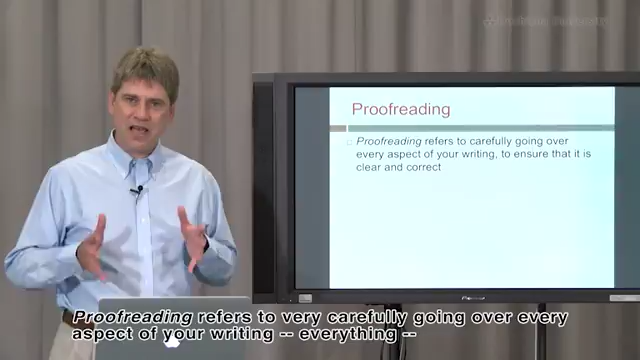 Proofreading
Proofreading refers to carefully going over
every aspect of your writing, to ensure that it is
clear and correct
Proofreading refers to very carefully going over every
aspect of your writing -- everything --